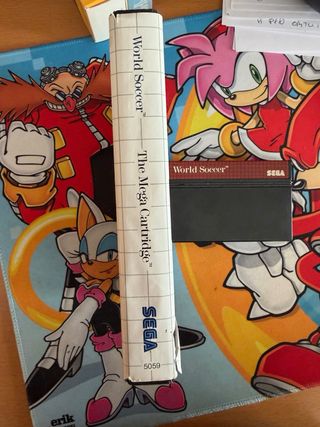 World Soccer™ The Mega Cartridge™ SEGA
5059
World Soccer™ SEGA
erik